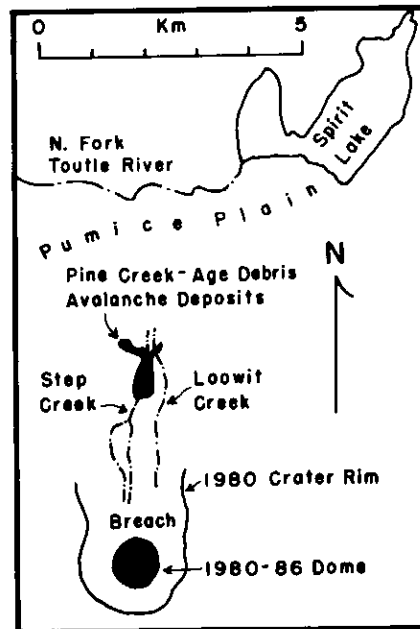 0 Km 5
Spirit
Lake
N. Fork
Toutle River
Pumice Plain
N
Pine Creek-Age Debris
Avalanche Deposits
Step
Creek
Loowit
Creek
1980 Crater Rim
Breach
1980-86 Dome